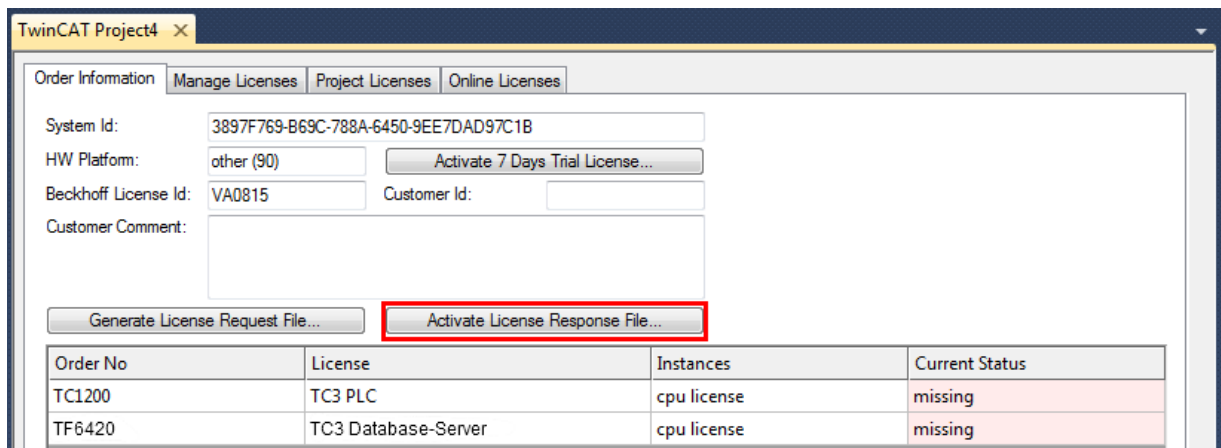 TwinCAT Project4
Order Information Manage Licenses Project Licenses Online Licenses
System Id: 3897F769-B69C-788A-6450-9EE7DAD97C1B
HW Platform: other (90) Activate 7 Days Trial License...
Beckhoff License Id: VA0815 Customer Id:
Customer Comment:
Generate License Request File... Activate License Response File...
Order No License Instances Current Status
TC1200 TC3 PLC cpu license missing
TF6420 TC3 Database-Server cpu license missing